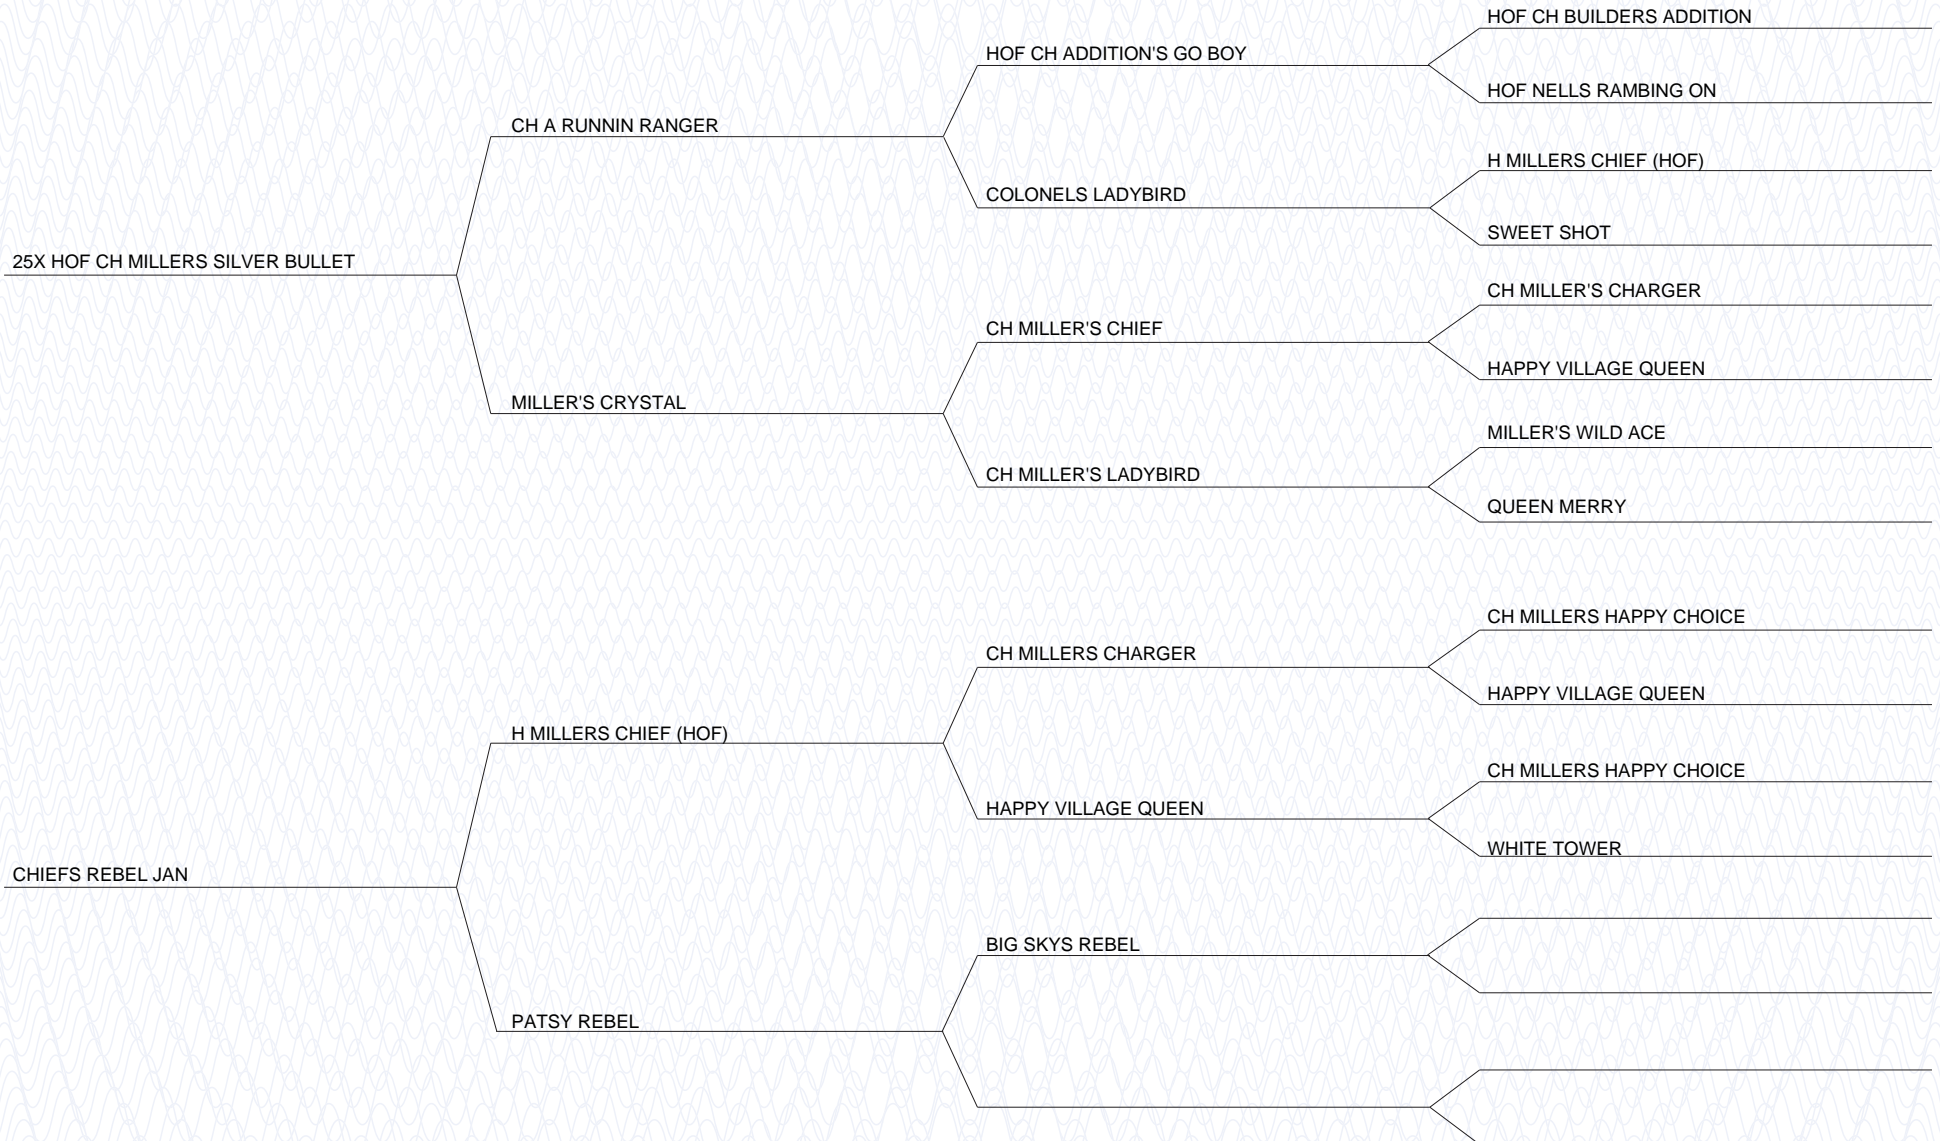 HOF CH BUILDERS ADDITION
HOF CH ADDITION'S GO BOY
HOF NELLS RAMBING ON
CH A RUNNIN RANGER
H MILLERS CHIEF (HOF)
COLONELS LADYBIRD
SWEET SHOT
25X HOF CH MILLERS SILVER BULLET
CH MILLER'S CHARGER
CH MILLER'S CHIEF
HAPPY VILLAGE QUEEN
MILLER'S CRYSTAL
MILLER'S WILD ACE
CH MILLER'S LADYBIRD
QUEEN MERRY
CH MILLERS HAPPY CHOICE
CH MILLERS CHARGER
HAPPY VILLAGE QUEEN
H MILLERS CHIEF (HOF)
CH MILLERS HAPPY CHOICE
HAPPY VILLAGE QUEEN
WHITE TOWER
CHIEFS REBEL JAN
BIG SKYS REBEL
PATSY REBEL